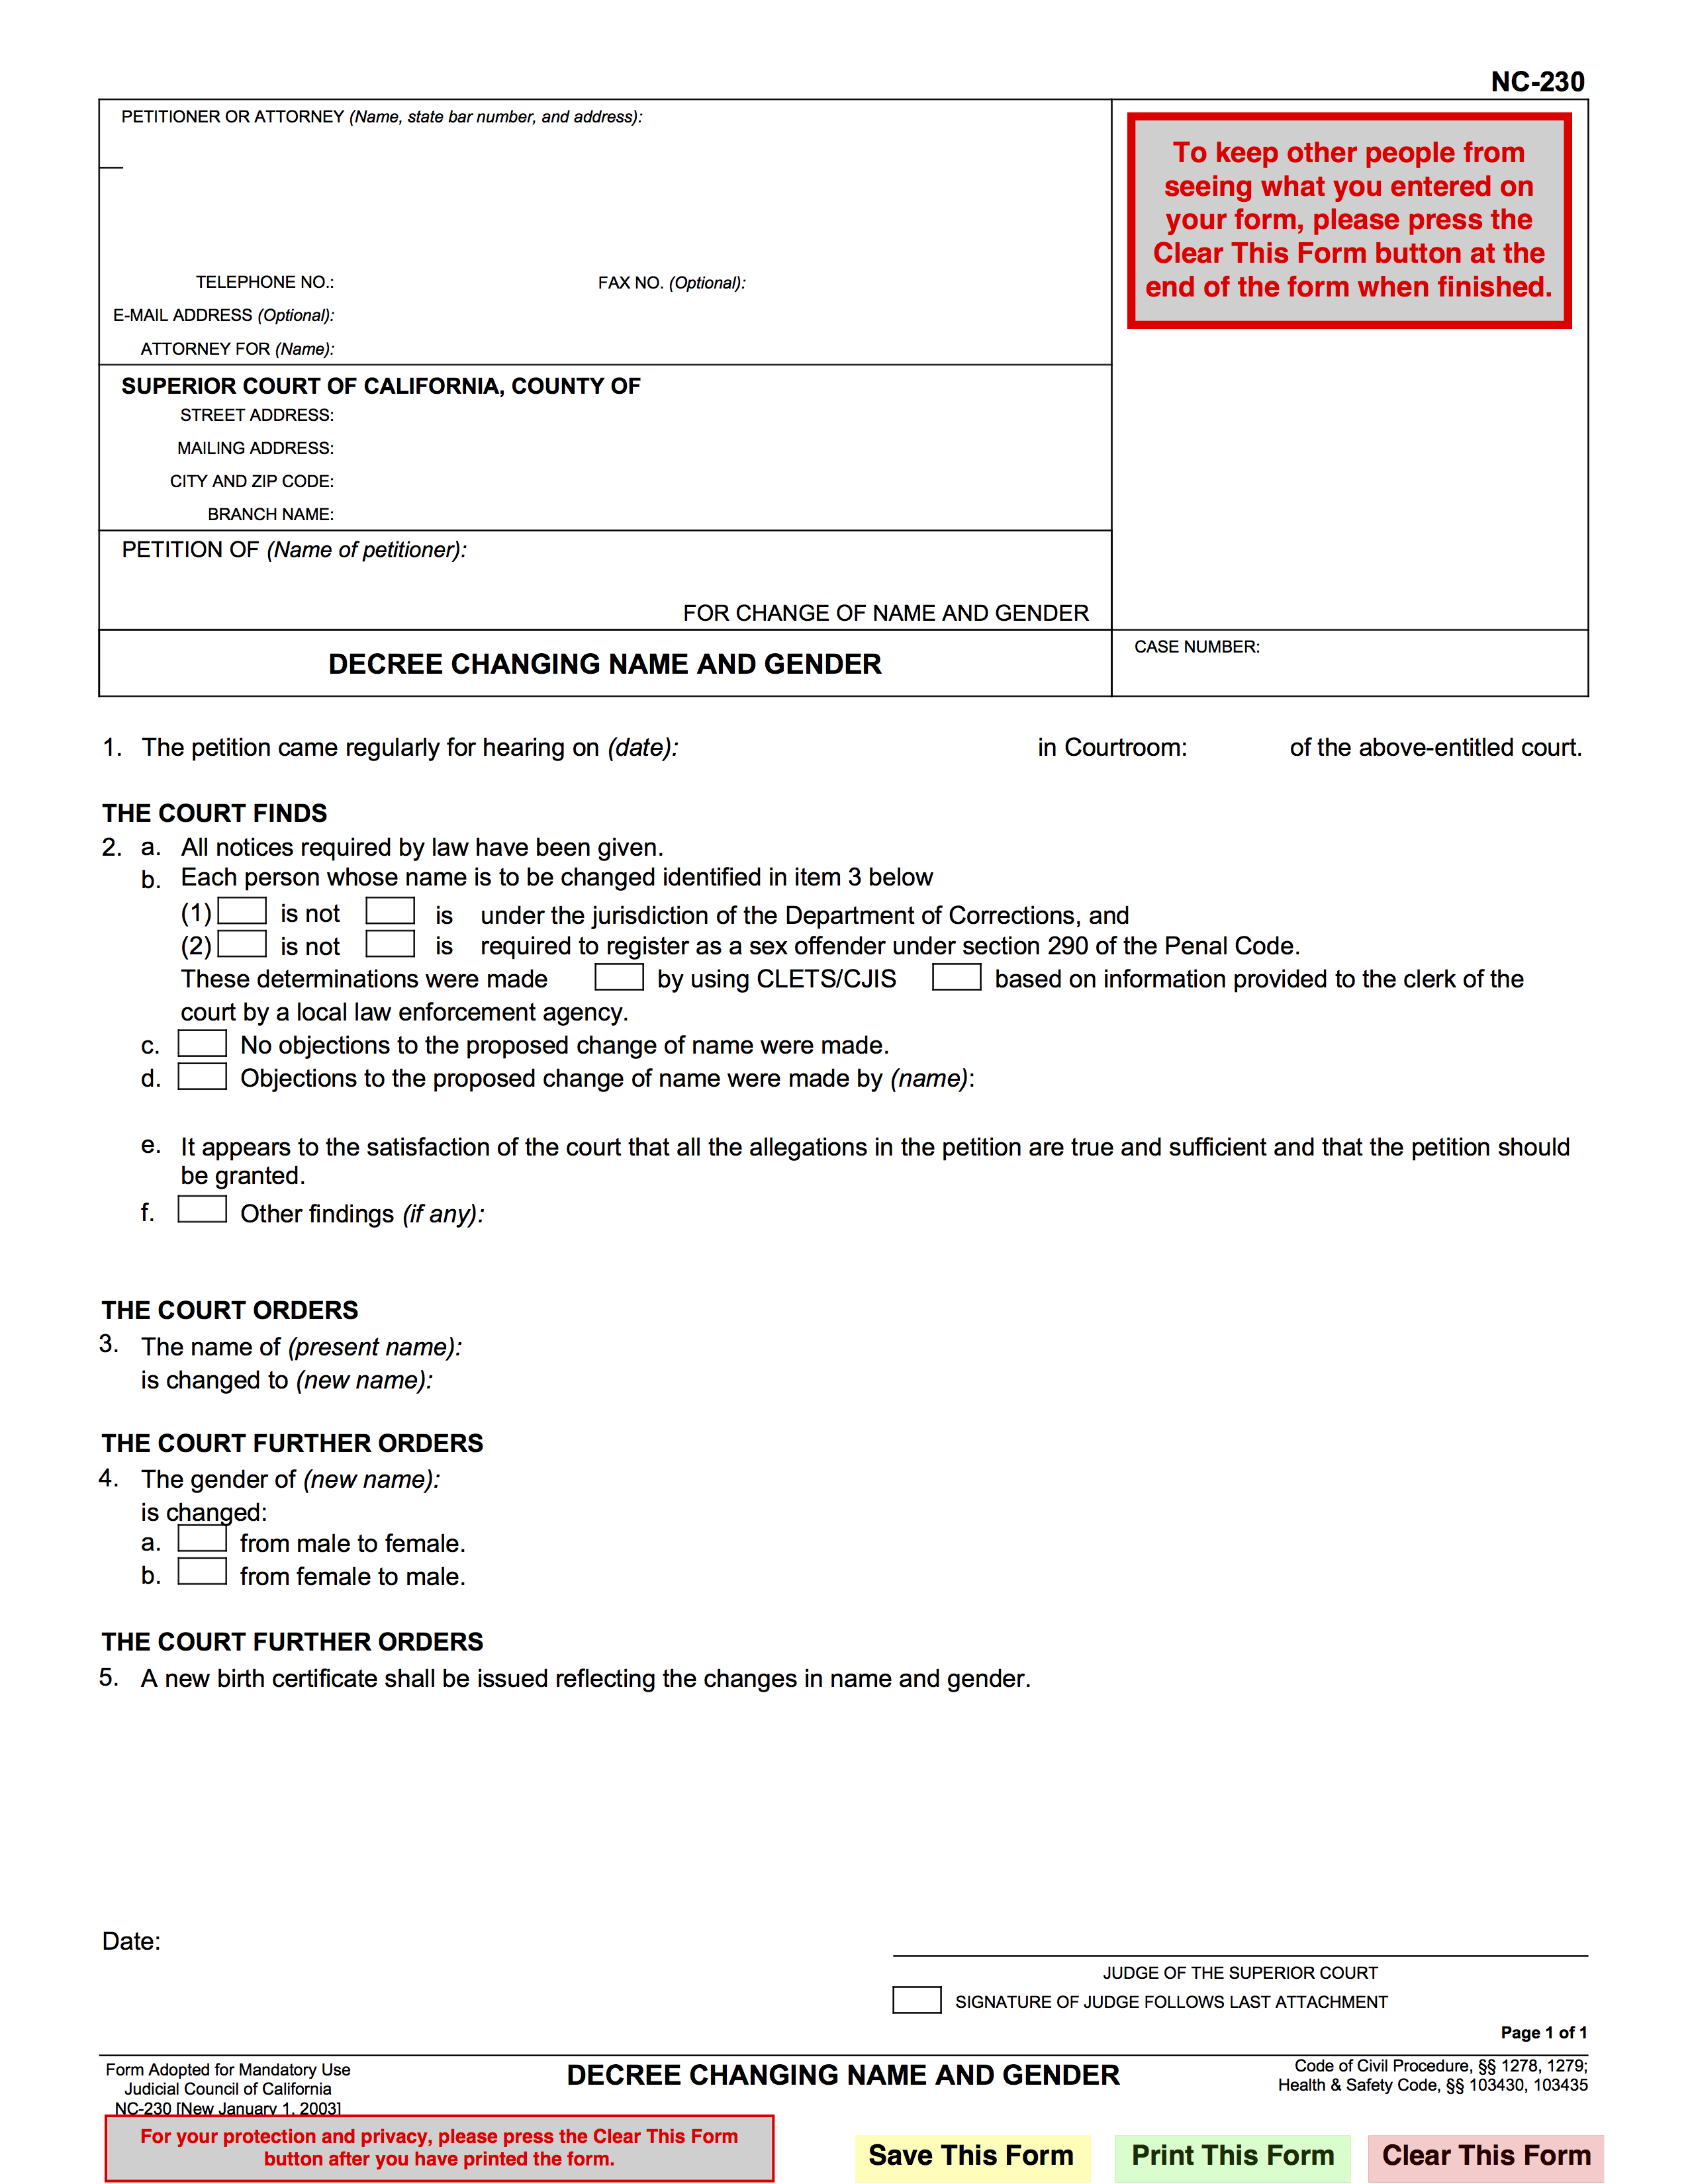 NC-230
PETITIONER OR ATTORNEY (Name, state bar number, and address):
TELEPHONE NO.: FAX NO. (Optional):
E-MAIL ADDRESS (Optional):
ATTORNEY FOR (Name):
To keep other people from
seeing what you entered on
your form, please press the
Clear This Form button at the
end of the form when finished.
SUPERIOR COURT OF CALIFORNIA, COUNTY OF
STREET ADDRESS:
MAILING ADDRESS:
CITY AND ZIP CODE:
BRANCH NAME:
PETITION OF (Name of petitioner):
FOR CHANGE OF NAME AND GENDER
DECREE CHANGING NAME AND GENDER
CASE NUMBER:
1. The petition came regularly for hearing on (date): in Courtroom: of the above-entitled court.
THE COURT FINDS
2. a. All notices required by law have been given.
b. Each person whose name is to be changed identified in item 3 below
(1) is not is under the jurisdiction of the Department of Corrections, and
(2) is not is required to register as a sex offender under section 290 of the Penal Code.
These determinations were made by using CLETS/CJIS based on information provided to the clerk of the
court by a local law enforcement agency.
c. No objections to the proposed change of name were made.
d. Objections to the proposed change of name were made by (name):
e. It appears to the satisfaction of the court that all the allegations in the petition are true and sufficient and that the petition should
be granted.
f. Other findings (if any):
THE COURT ORDERS
3. The name of (present name):
is changed to (new name):
THE COURT FURTHER ORDERS
4. The gender of (new name):
is changed:
a. from male to female.
b. from female to male.
THE COURT FURTHER ORDERS
5. A new birth certificate shall be issued reflecting the changes in name and gender.
Date:
JUDGE OF THE SUPERIOR COURT
SIGNATURE OF JUDGE FOLLOWS LAST ATTACHMENT
Page 1 of 1
Form Adopted for Mandatory Use
Judicial Council of California
NC-230 [New January 1, 2003]
DECREE CHANGING NAME AND GENDER
Code of Civil Procedure, §§ 1278, 1279;
Health & Safety Code, §§ 103430, 103435
For your protection and privacy, please press the Clear This Form
button after you have printed the form.
Save This Form Print This Form Clear This Form